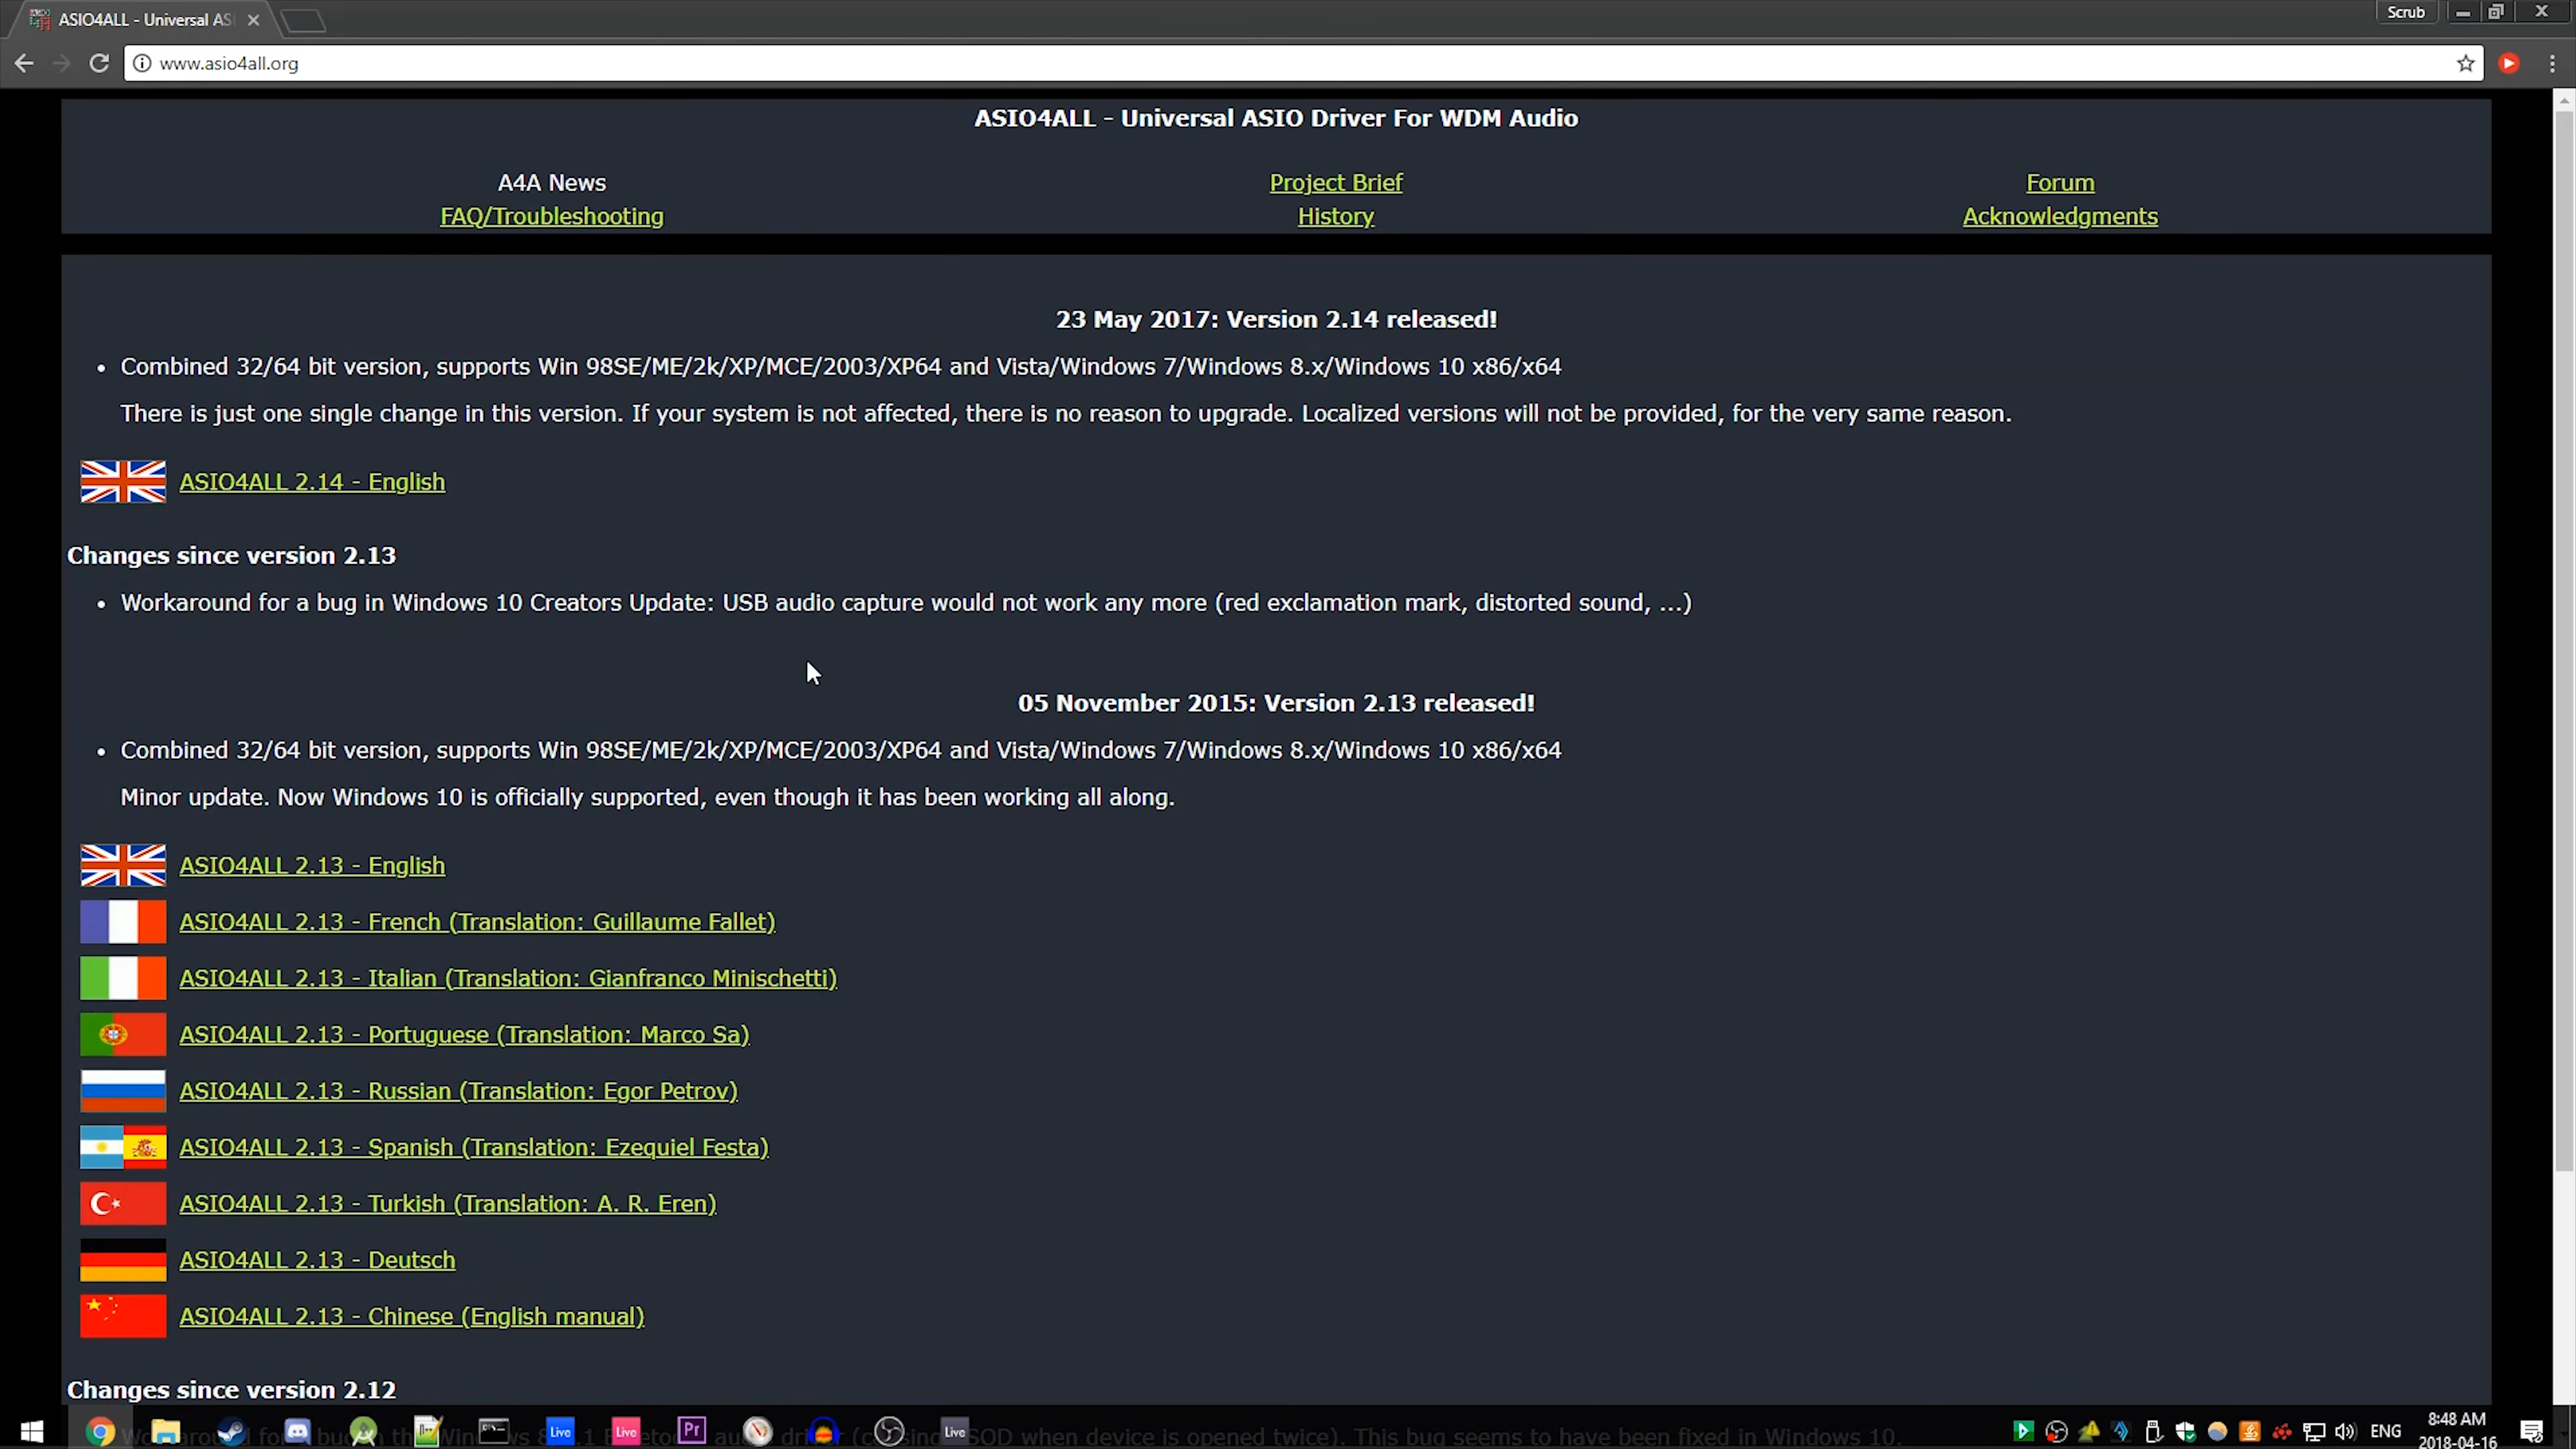 ASIO4ALL - Universal AS
Scrub
www.asio4all.org
ASIO4ALL - Universal ASIO Driver For WDM Audio
A4A News Project Brief Forum
FAQ/Troubleshooting History Acknowledgments
23 May 2017: Version 2.14 released!
• Combined 32/64 bit version, supports Win 98SE/ME/2k/XP/MCE/2003/XP64 and Vista/Windows 7/Windows 8.x/Windows 10 x86/x64
There is just one single change in this version. If your system is not affected, there is no reason to upgrade. Localized versions will not be provided, for the very same reason.
ASIO4ALL 2.14 - English
Changes since version 2.13
• Workaround for a bug in Windows 10 Creators Update: USB audio capture would not work any more (red exclamation mark, distorted sound, ...)
05 November 2015: Version 2.13 released!
• Combined 32/64 bit version, supports Win 98SE/ME/2k/XP/MCE/2003/XP64 and Vista/Windows 7/Windows 8.x/Windows 10 x86/x64
Minor update. Now Windows 10 is officially supported, even though it has been working all along.
ASIO4ALL 2.13 - English
ASIO4ALL 2.13 - French (Translation: Guillaume Fallet)
ASIO4ALL 2.13 - Italian (Translation: Gianfranco Minischetti)
ASIO4ALL 2.13 - Portuguese (Translation: Marco Sa)
ASIO4ALL 2.13 - Russian (Translation: Egor Petrov)
ASIO4ALL 2.13 - Spanish (Translation: Ezequiel Festa)
ASIO4ALL 2.13 - Turkish (Translation: A. R. Eren)
ASIO4ALL 2.13 - Deutsch
ASIO4ALL 2.13 - Chinese (English manual)
Changes since version 2.12
when device is opened twice). This bug seems to have been fixed in Windows 10.
Live Live Pr Live ENG 8:48 AM
2018-04-16